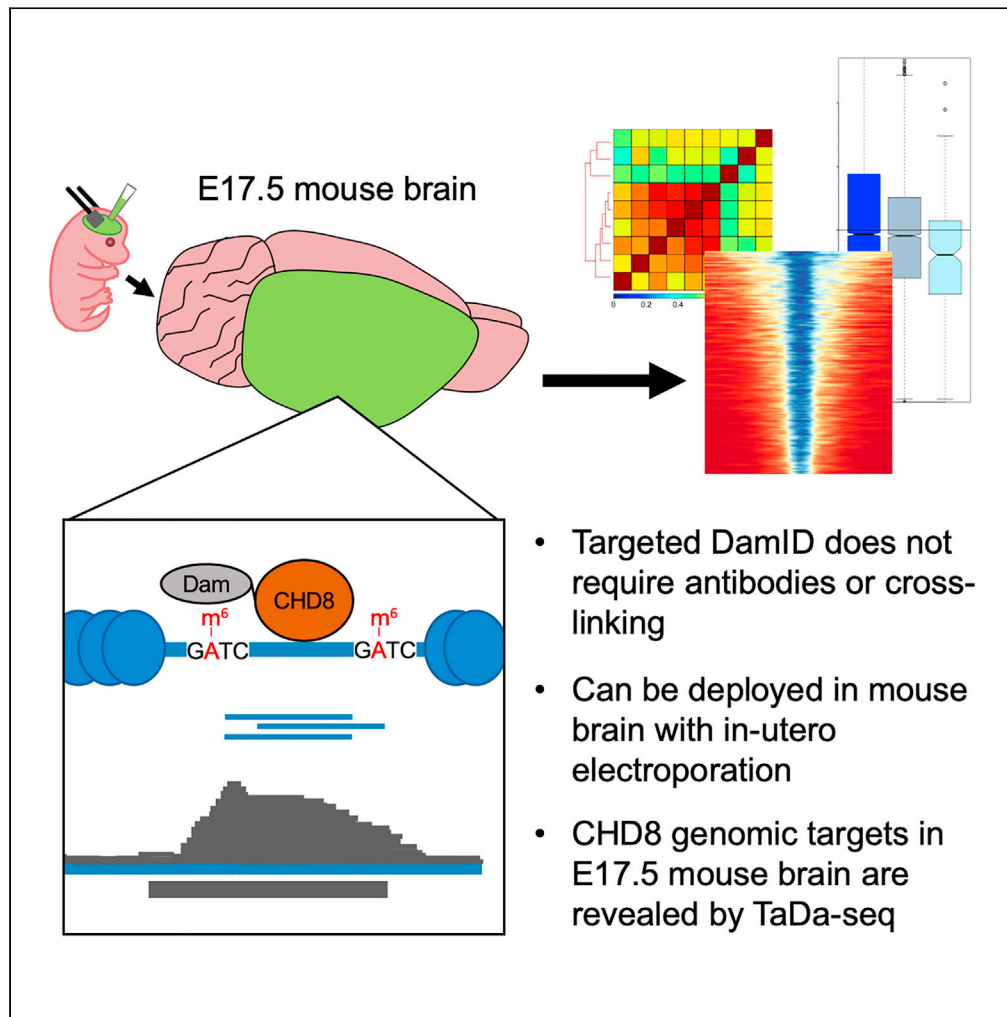 E17.5 mouse brain
0 0.2 0.4
Dam
CHD8
m6
m6
GATC
GATC
• Targeted DamID does not
require antibodies or cross-
linking
• Can be deployed in mouse
brain with in-utero
electroporation
• CHD8 genomic targets in
E17.5 mouse brain are
revealed by TaDa-seq